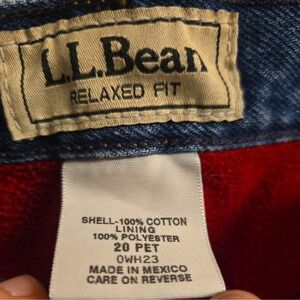 L.L.Bean
RELAXED FIT
SHELL-100% COTTON
LINING
100% POLYESTER
20 PET
0WH23
MADE IN MEXICO
CARE ON REVERSE